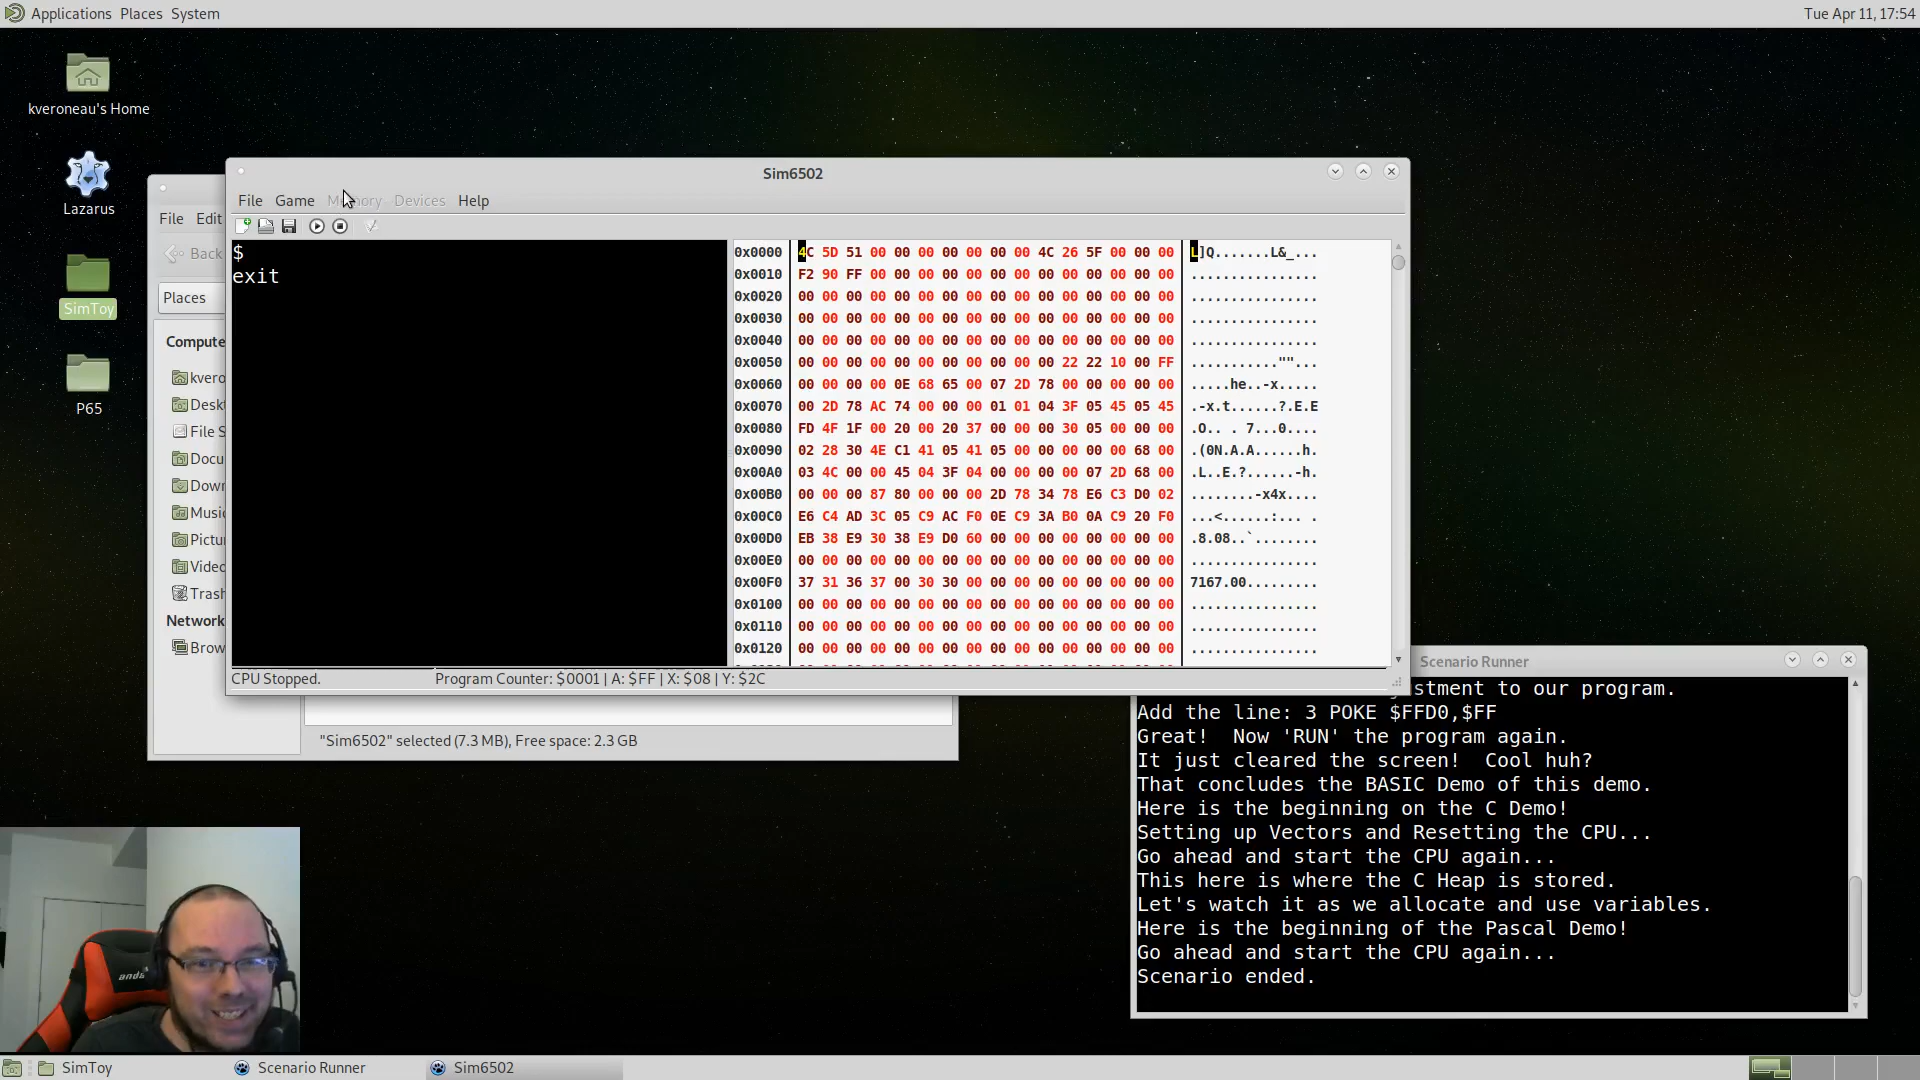 Applications Places System
Tue Apr 11, 17:54
kveroneau's Home
Lazarus
SimToy
P65
File Edit
Back
Places
Compute
kvero
Desk
File S
Docu
Down
Music
Pictu
Video
Trash
Network
Brow
"Sim6502" selected (7.3 MB), Free space: 2.3 GB
Sim6502
File Game Memory Devices Help
$
exit
0x0000 4C 5D 51 00 00 00 00 00 00 00 4C 26 5F 00 00 00 L]Q.......L&_...
0x0010 F2 90 FF 00 00 00 00 00 00 00 00 00 00 00 00 00 ................
0x0020 00 00 00 00 00 00 00 00 00 00 00 00 00 00 00 00 ................
0x0030 00 00 00 00 00 00 00 00 00 00 00 00 00 00 00 00 ................
0x0040 00 00 00 00 00 00 00 00 00 00 00 00 00 00 00 00 ................
0x0050 00 00 00 00 00 00 00 00 00 00 00 22 22 10 00 FF ...........""...
0x0060 00 00 00 00 0E 68 65 00 07 2D 78 00 00 00 00 00 .....he..-x.....
0x0070 00 2D 78 AC 74 00 00 00 01 01 04 3F 05 45 05 45 .-x.t......?.E.E
0x0080 FD 4F 1F 00 20 00 20 37 00 00 00 30 05 00 00 00 .O.. . 7...0....
0x0090 02 28 30 4E C1 41 05 41 05 00 00 00 00 00 68 00 .(0N.A.A......h.
0x00A0 03 4C 00 00 45 04 3F 04 00 00 00 00 07 2D 68 00 .L..E.?......-h.
0x00B0 00 00 00 87 80 00 00 00 2D 78 34 78 E6 C3 D0 02 ........-x4x....
0x00C0 E6 C4 AD 3C 05 C9 AC F0 0E C9 3A B0 0A C9 20 F0 ...<......:... .
0x00D0 EB 38 E9 30 38 E9 D0 60 00 00 00 00 00 00 00 00 .8.08..`........
0x00E0 00 00 00 00 00 00 00 00 00 00 00 00 00 00 00 00 ................
0x00F0 37 31 36 37 00 30 30 00 00 00 00 00 00 00 00 00 7167.00.........
0x0100 00 00 00 00 00 00 00 00 00 00 00 00 00 00 00 00 ................
0x0110 00 00 00 00 00 00 00 00 00 00 00 00 00 00 00 00 ................
0x0120 00 00 00 00 00 00 00 00 00 00 00 00 00 00 00 00 ................
CPU Stopped. Program Counter: $0001 | A: $FF | X: $08 | Y: $2C
Scenario Runner
stment to our program.
Add the line: 3 POKE $FFD0,$FF
Great! Now 'RUN' the program again.
It just cleared the screen! Cool huh?
That concludes the BASIC Demo of this demo.
Here is the beginning on the C Demo!
Setting up Vectors and Resetting the CPU...
Go ahead and start the CPU again...
This here is where the C Heap is stored.
Let's watch it as we allocate and use variables.
Here is the beginning of the Pascal Demo!
Go ahead and start the CPU again...
Scenario ended.
anda
SimToy
Scenario Runner
Sim6502